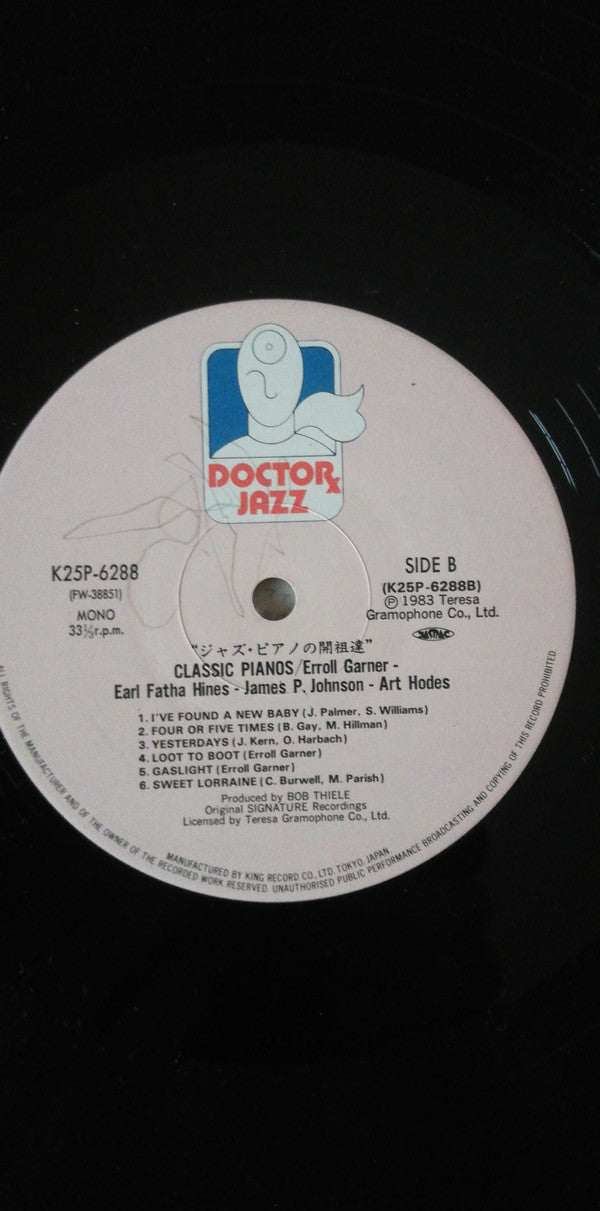 DOCTOR℞
JAZZ
K25P-6288
(FW-38851)
MONO
33⅓r.p.m.
SIDE B
(K25P-6288B)
℗ 1983 Teresa
Gramophone Co., Ltd.
JASRAC
"ジャズ・ピアノの開祖達"
CLASSIC PIANOS/Erroll Garner -
Earl Fatha Hines - James P. Johnson - Art Hodes
1. I'VE FOUND A NEW BABY (J. Palmer, S. Williams)
2. FOUR OR FIVE TIMES (B. Gay, M. Hillman)
3. YESTERDAYS (J. Kern, O. Harbach)
4. LOOT TO BOOT (Erroll Garner)
5. GASLIGHT (Erroll Garner)
6. SWEET LORRAINE (C. Burwell, M. Parish)
Produced by BOB THIELE
Original SIGNATURE Recordings
Licensed by Teresa Gramophone Co., Ltd.
MANUFACTURED BY KING RECORD CO., LTD. TOKYO, JAPAN
ALL RIGHTS OF THE MANUFACTURER AND OF THE OWNER OF THE RECORDED WORK RESERVED. UNAUTHORISED PUBLIC PERFORMANCE BROADCASTING AND COPYING OF THIS RECORD PROHIBITED